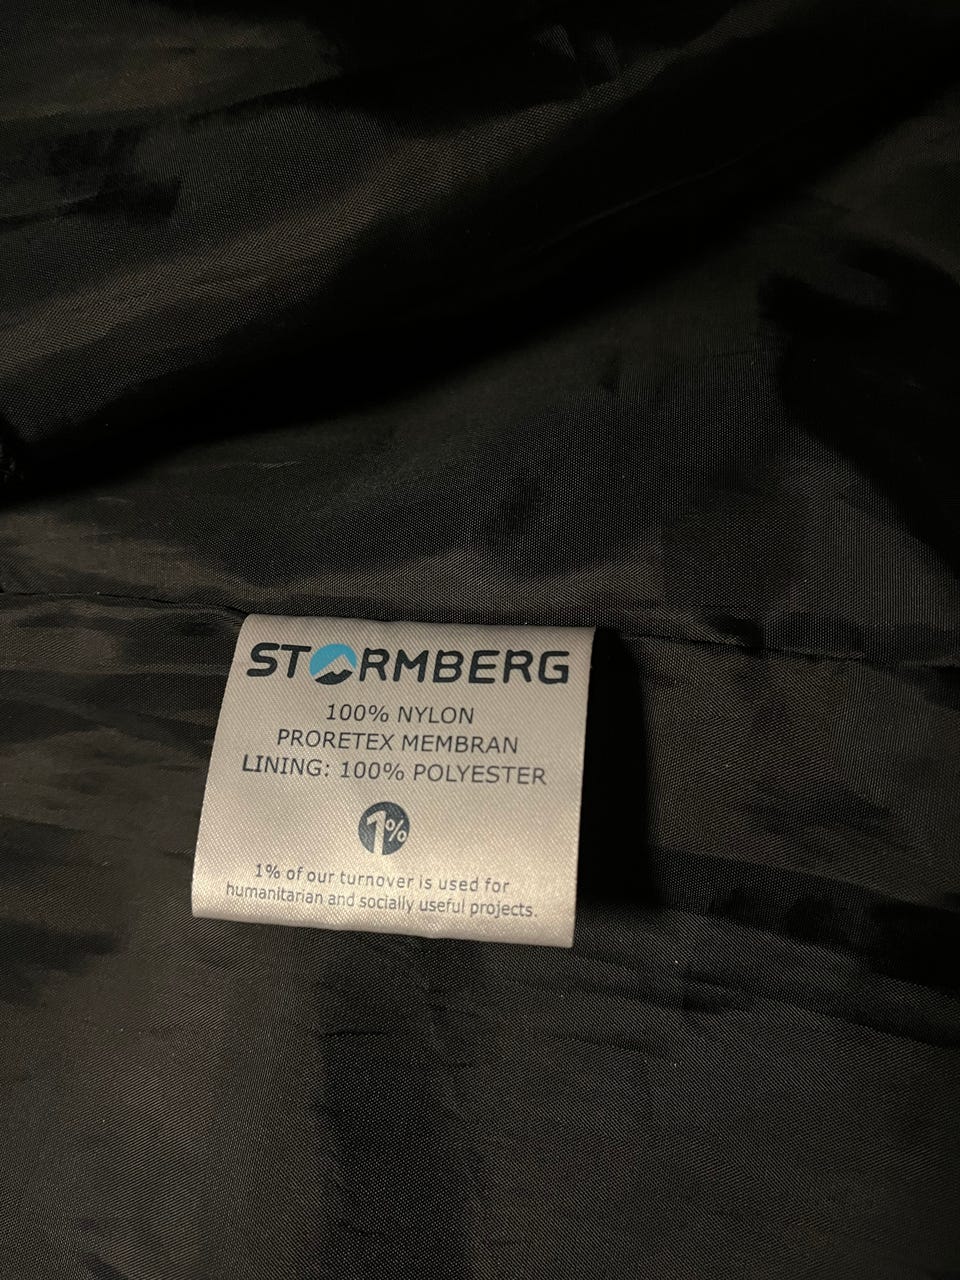 STORMBERG
100% NYLON
PRORETEX MEMBRAN
LINING: 100% POLYESTER
1%
1% of our turnover is used for
humanitarian and socially useful projects.